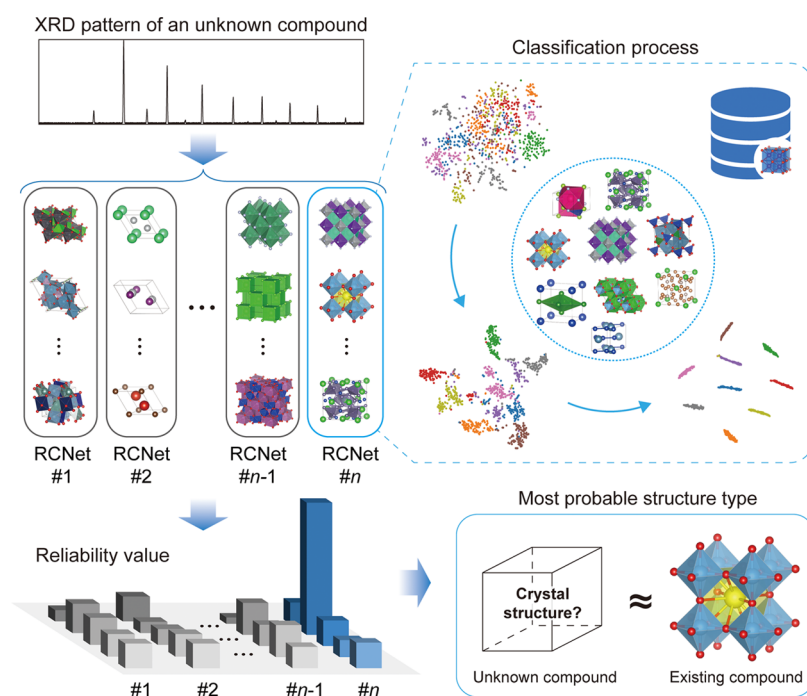 XRD pattern of an unknown compound
Classification process
RCNet
#1
RCNet
#2
RCNet
#n-1
RCNet
#n
Reliability value
#1
#2
#n-1
#n
Most probable structure type
Crystal
structure?
≈
Unknown compound
Existing compound